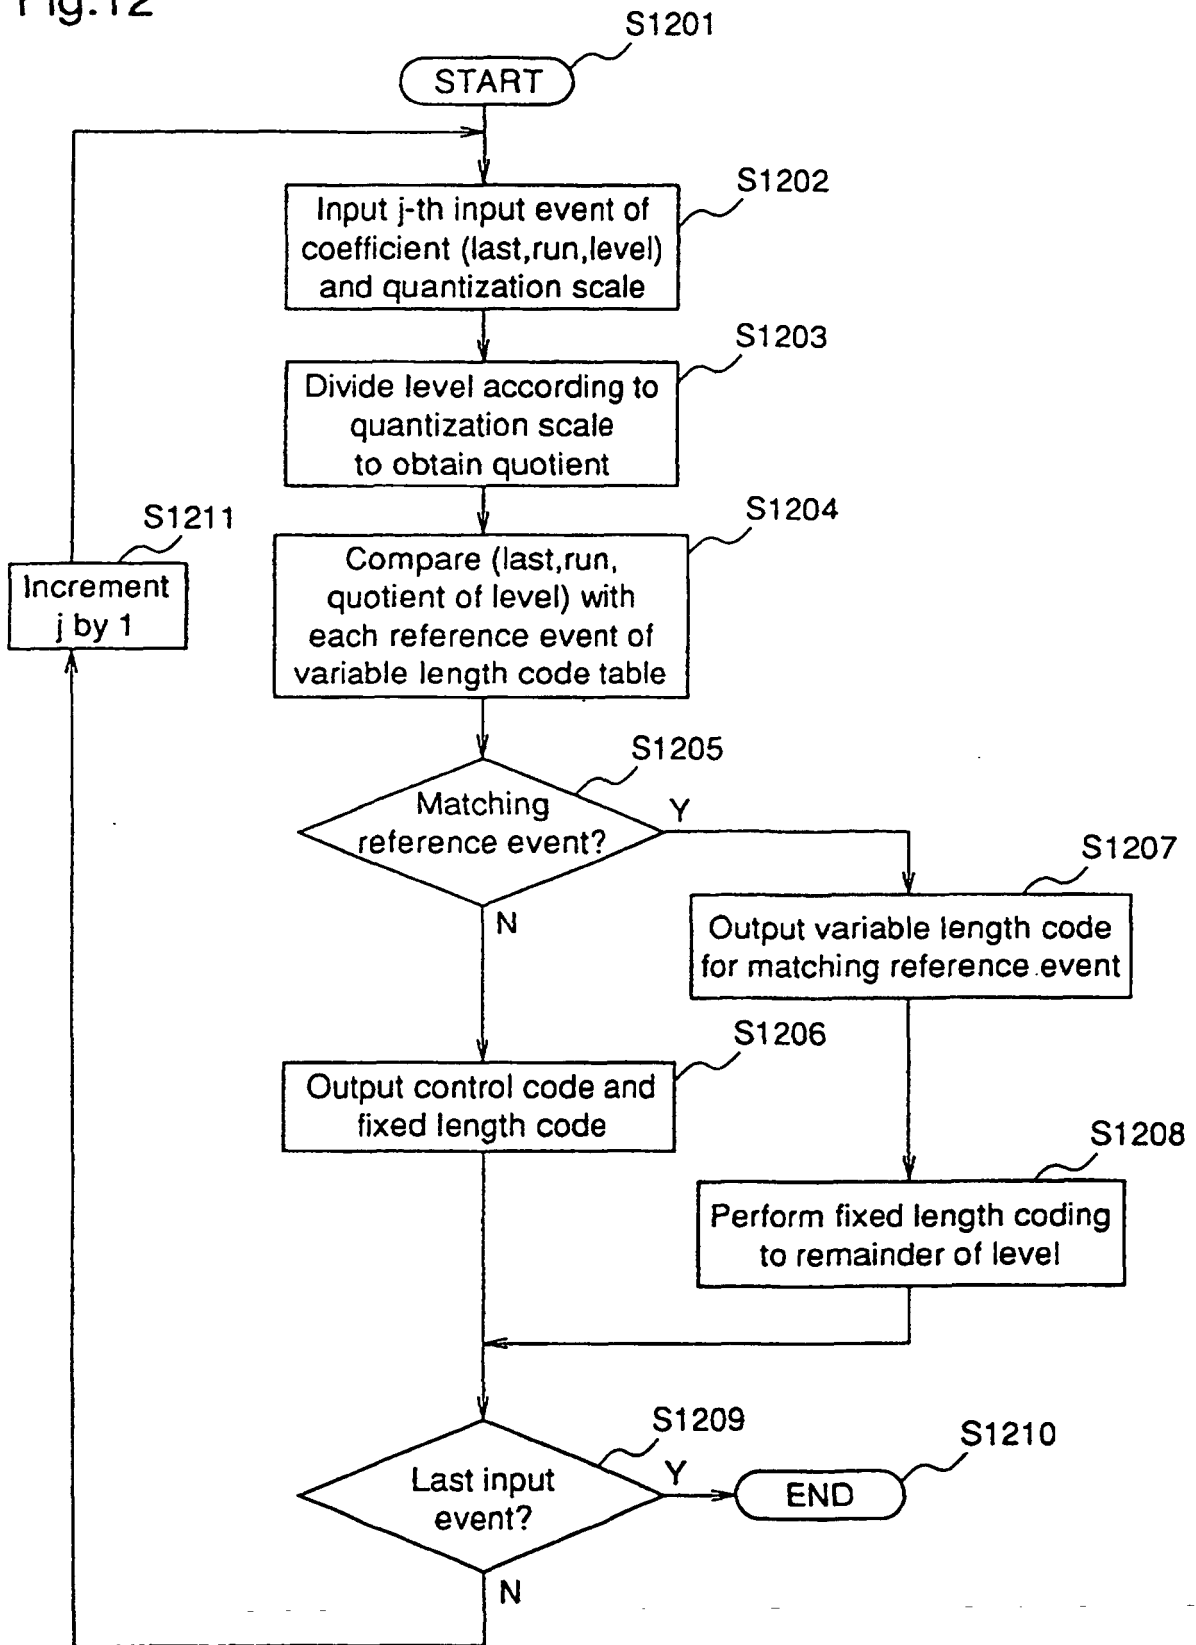 Fig.12
S1201
START
S1202
Input j-th input event of
coefficient (last,run,level)
and quantization scale
S1203
Divide level according to
quantization scale
to obtain quotient
S1204
Compare (last,run,
quotient of level) with
each reference event of
variable length code table
S1211
Increment
j by 1
S1205
Matching
reference event?
Y
N
S1207
Output variable length code
for matching reference event
S1206
Output control code and
fixed length code
S1208
Perform fixed length coding
to remainder of level
S1209
Last input
event?
Y
N
S1210
END